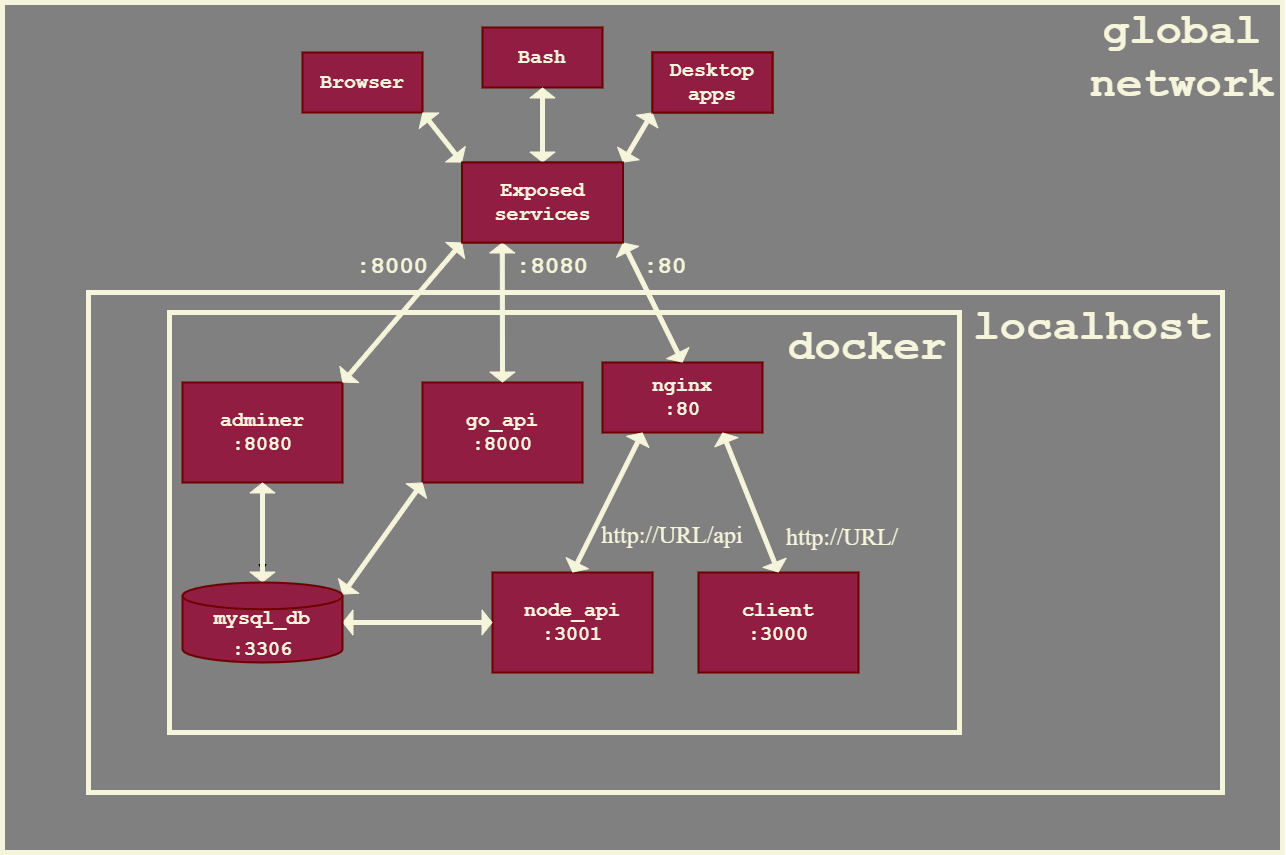 global
network
Browser
Bash
Desktop
apps
Exposed
services
:8000
:8080
:80
localhost
docker
adminer
:8080
go_api
:8000
nginx
:80
http://URL/api
http://URL/
mysql_db
:3306
node_api
:3001
client
:3000